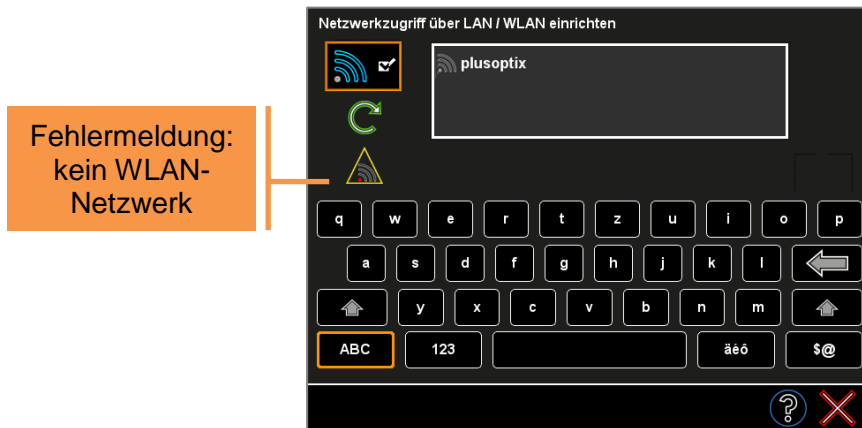 Netzwerkzugriff über LAN / WLAN einrichten
plusoptix
Fehlermeldung:
kein WLAN-
Netzwerk
q w e r t z u i o p
a s d f g h j k l
y x c v b n m
ABC 123 äéô $@
?